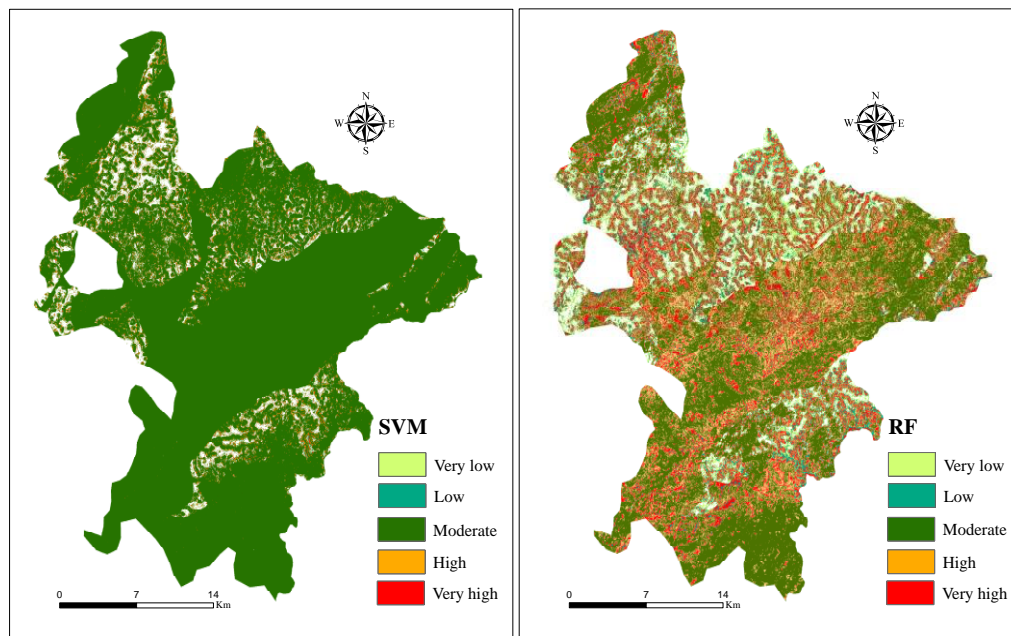 N
W E
S
SVM
Very low
Low
Moderate
High
Very high
0 7 14
Km
N
W E
S
RF
Very low
Low
Moderate
High
Very high
0 7 14
Km